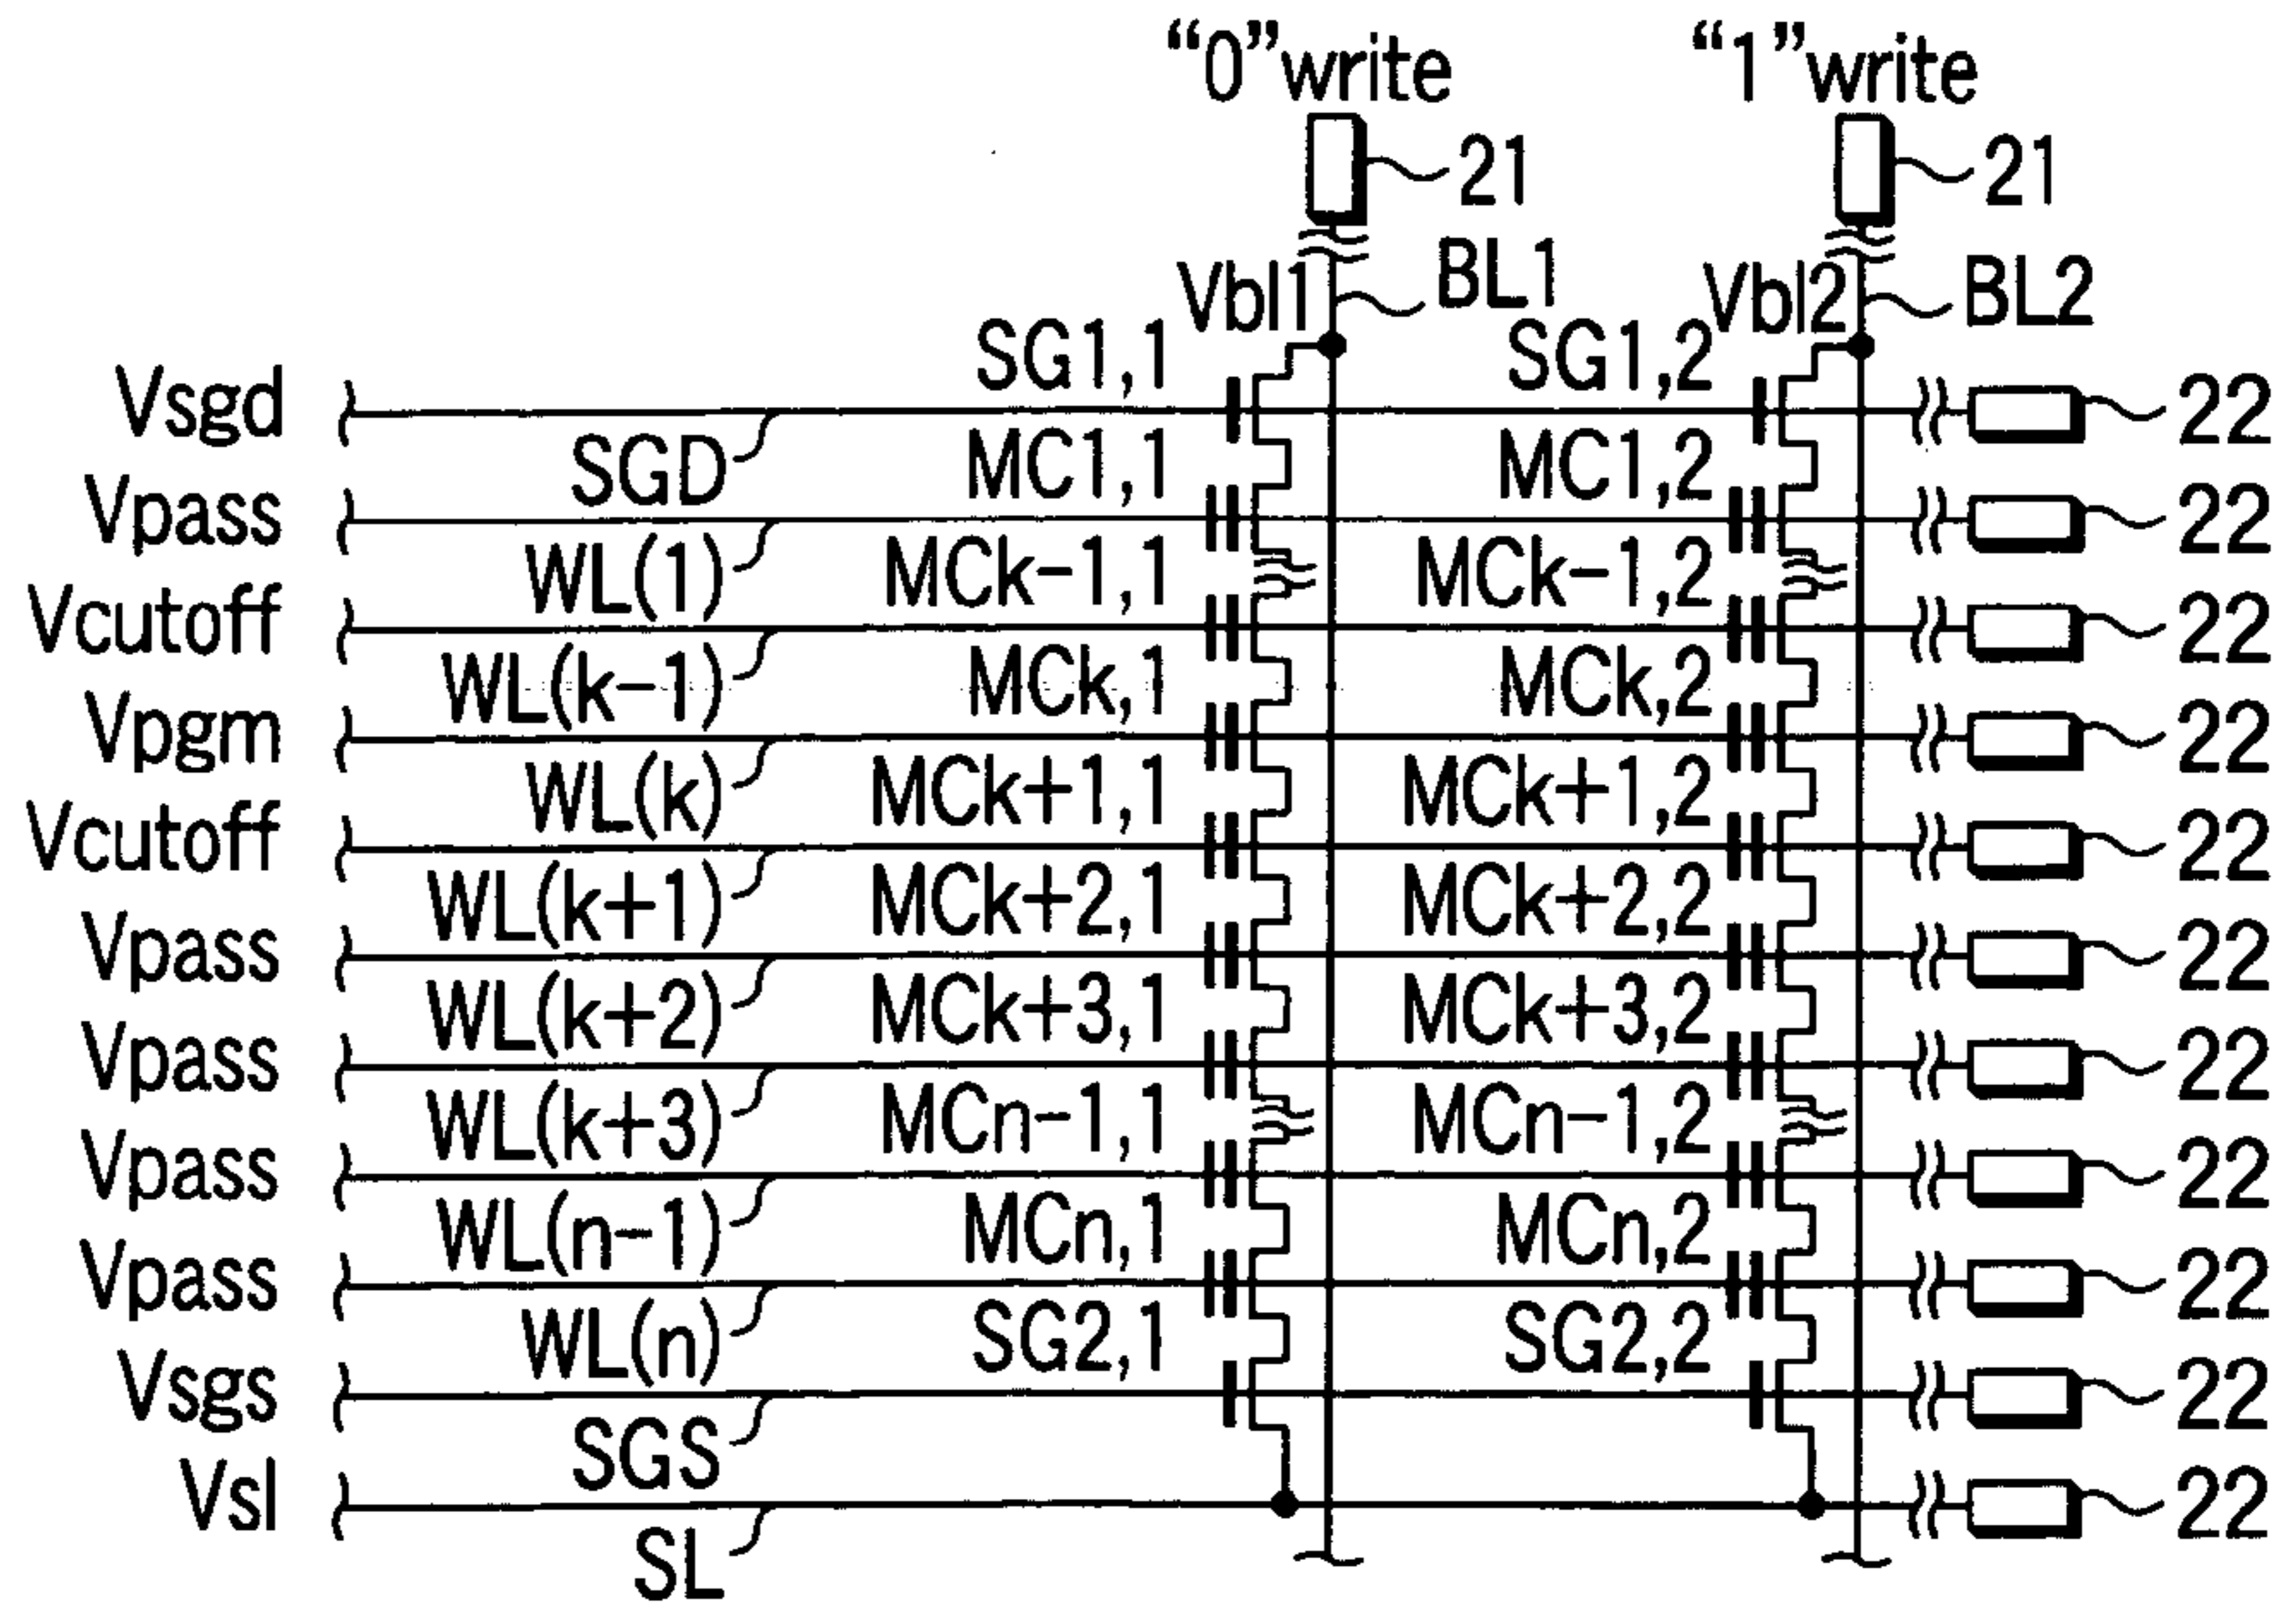 “0”write “1”write
21 21
Vbl1 BL1 Vbl2 BL2
SG1,1 SG1,2
Vsgd 22
SGD MC1,1 MC1,2
Vpass 22
WL(1) MCk-1,1 MCk-1,2
Vcutoff 22
WL(k-1) MCk,1 MCk,2
Vpgm 22
WL(k) MCk+1,1 MCk+1,2
Vcutoff 22
WL(k+1) MCk+2,1 MCk+2,2
Vpass 22
WL(k+2) MCk+3,1 MCk+3,2
Vpass 22
WL(k+3) MCn-1,1 MCn-1,2
Vpass 22
WL(n-1) MCn,1 MCn,2
Vpass 22
WL(n) SG2,1 SG2,2
Vsgs 22
SGS
Vsl 22
SL